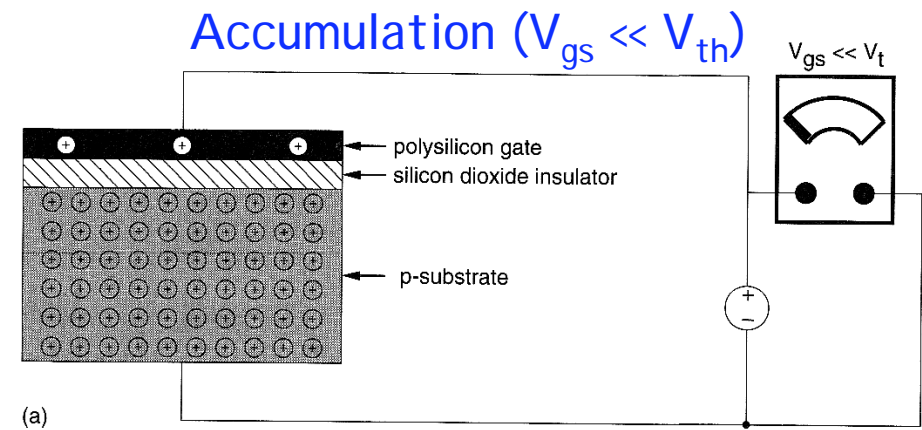 Accumulation (Vgs << Vth)
Vgs << Vt
polysilicon gate
silicon dioxide insulator
p-substrate
+
−
(a)